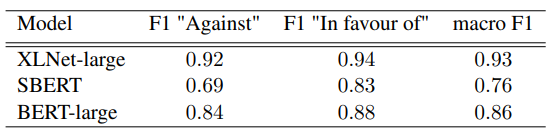 Model F1 "Against" F1 "In favour of" macro F1
XLNet-large 0.92 0.94 0.93
SBERT 0.69 0.83 0.76
BERT-large 0.84 0.88 0.86